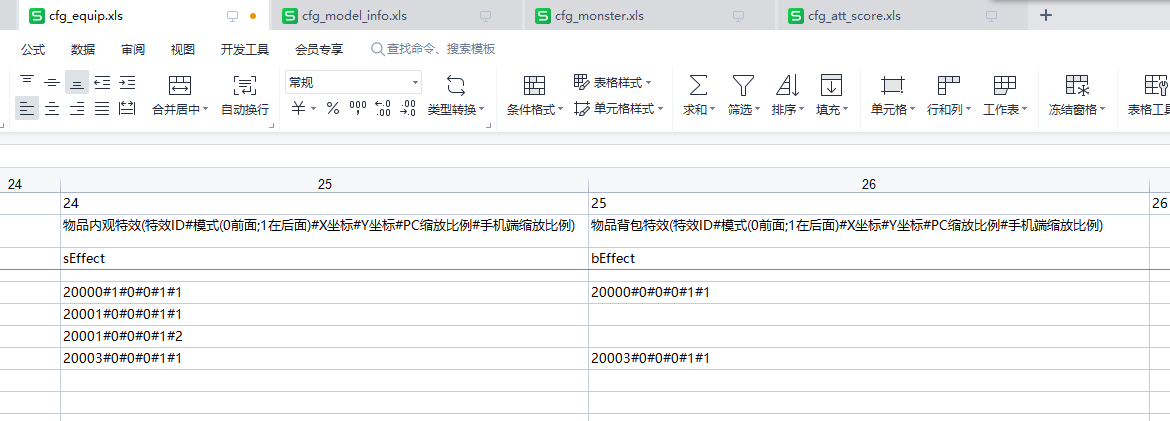 cfg_equip.xls cfg_model_info.xls cfg_monster.xls cfg_att_score.xls
公式 数据 审阅 视图 开发工具 会员专享 查找命令、搜索模板
常规 表格样式
合并居中 自动换行 类型转换 条件格式 单元格样式 求和 筛选 排序 填充 单元格 行和列 工作表 冻结窗格 表格工具
24 25 26
24 25 26
物品内观特效(特效ID#模式(0前面;1在后面)#X坐标#Y坐标#PC缩放比例#手机端缩放比例) 物品背包特效(特效ID#模式(0前面;1在后面)#X坐标#Y坐标#PC缩放比例#手机端缩放比例)
sEffect bEffect
20000#1#0#0#1#1 20000#0#0#0#1#1
20001#0#0#0#1#1
20001#0#0#0#1#2
20003#0#0#0#1#1 20003#0#0#0#1#1